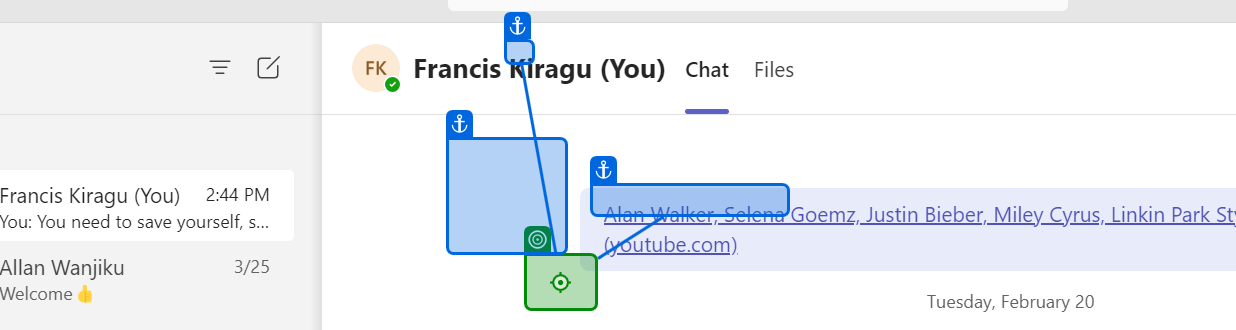 FK Francis Kiragu (You) Chat Files
Francis Kiragu (You) 2:44 PM
You: You need to save yourself, s...
Allan Wanjiku 3/25
Welcome 👍
Alan Walker, Selena Goemz, Justin Bieber, Miley Cyrus, Linkin Park Sty
(youtube.com)
Tuesday, February 20